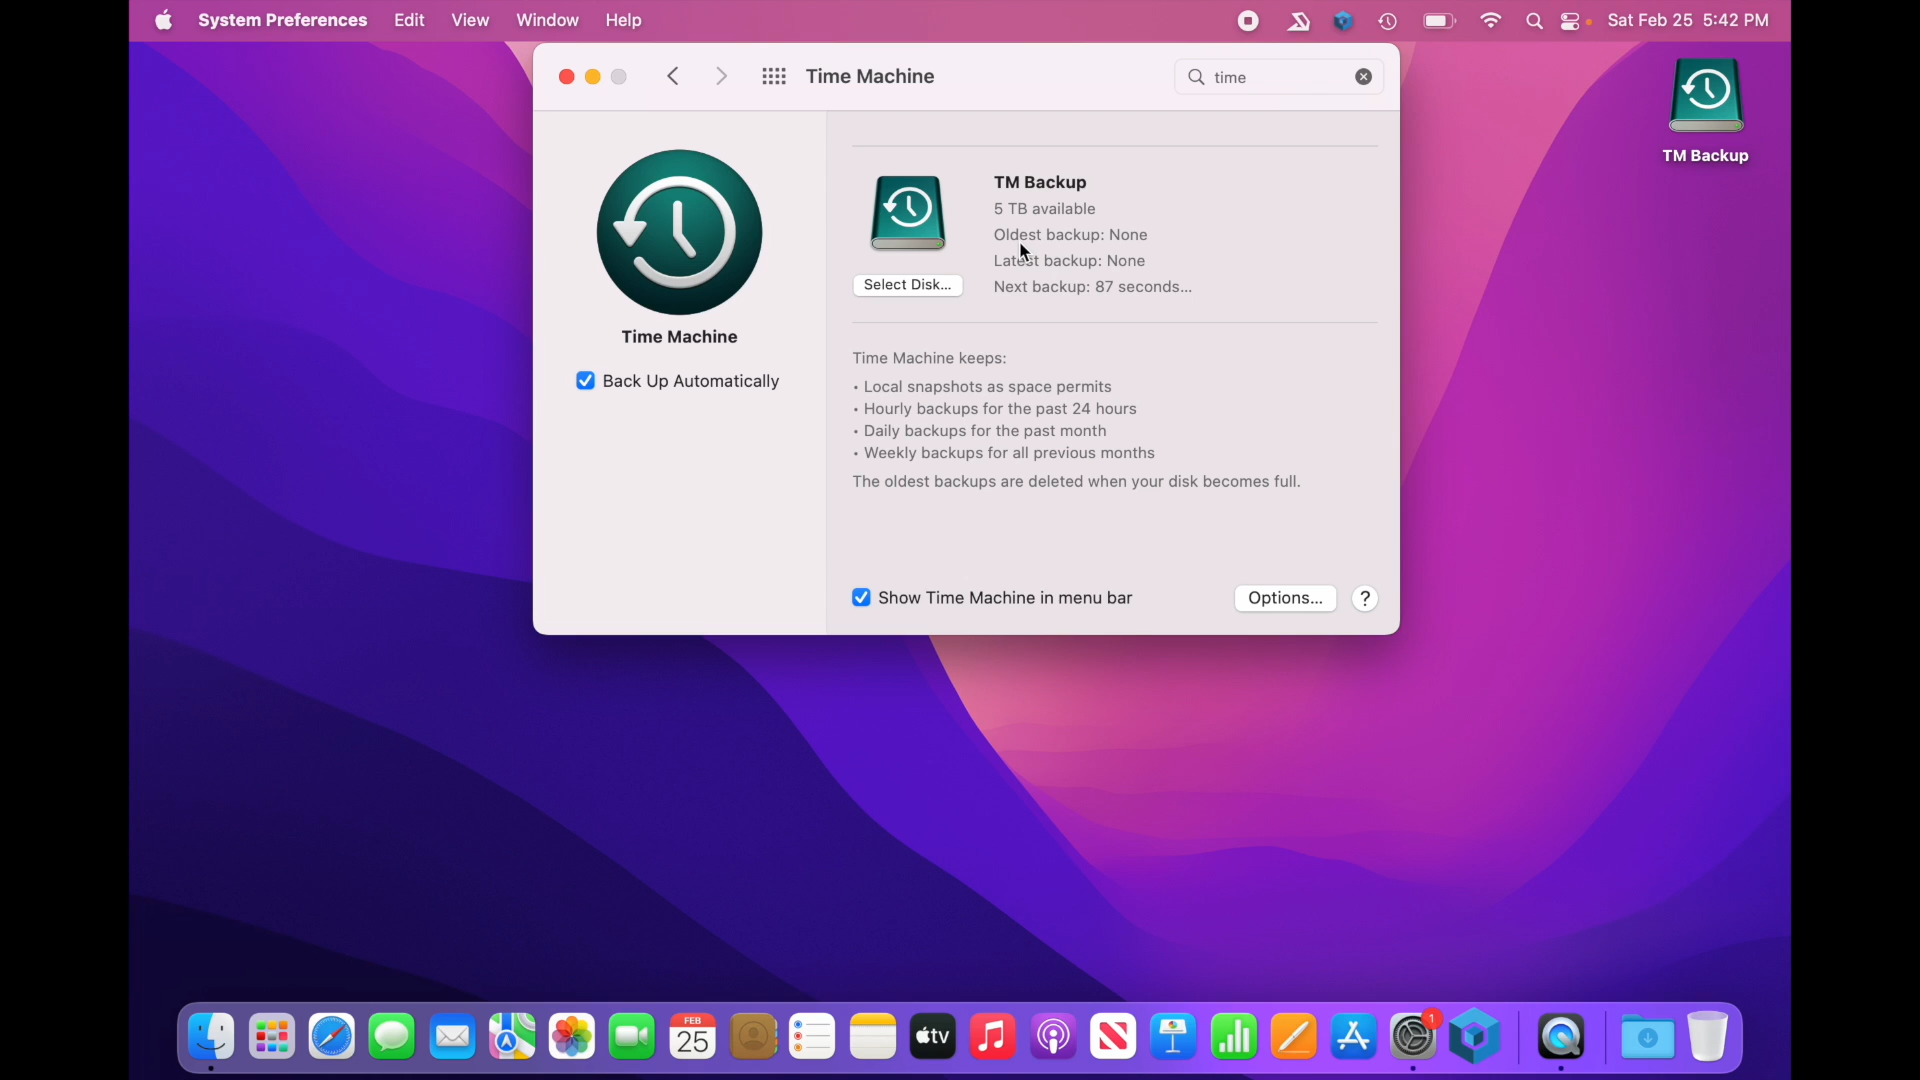 System Preferences Edit View Window Help Sat Feb 25 5:42 PM
Time Machine
time
TM Backup
TM Backup
5 TB available
Oldest backup: None
Latest backup: None
Select Disk...
Next backup: 87 seconds...
Time Machine
Back Up Automatically
Time Machine keeps:
• Local snapshots as space permits
• Hourly backups for the past 24 hours
• Daily backups for the past month
• Weekly backups for all previous months
The oldest backups are deleted when your disk becomes full.
Show Time Machine in menu bar
Options...
?
FEB
25
tv
1